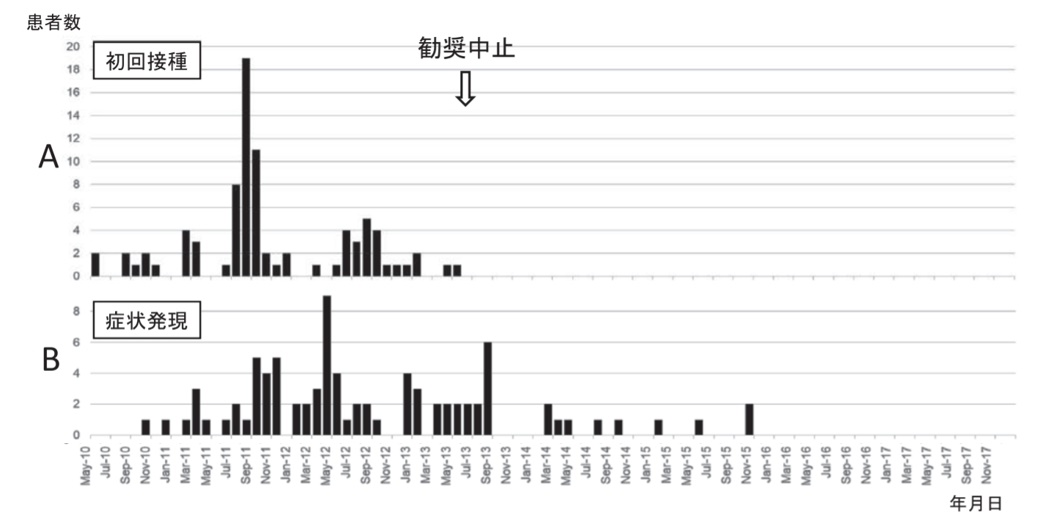 患者数
初回接種
勧奨中止
A
20
18
16
14
12
10
8
6
4
2
0
症状発現
B
8
6
4
2
0
May-10 Jul-10 Sep-10 Nov-10 Jan-11 Mar-11 May-11 Jul-11 Sep-11 Nov-11 Jan-12 Mar-12 May-12 Jul-12 Sep-12 Nov-12 Jan-13 Mar-13 May-13 Jul-13 Sep-13 Nov-13 Jan-14 Mar-14 May-14 Jul-14 Sep-14 Nov-14 Jan-15 Mar-15 May-15 Jul-15 Sep-15 Nov-15 Jan-16 Mar-16 May-16 Jul-16 Sep-16 Nov-16 Jan-17 Mar-17 May-17 Jul-17 Sep-17 Nov-17
年月日